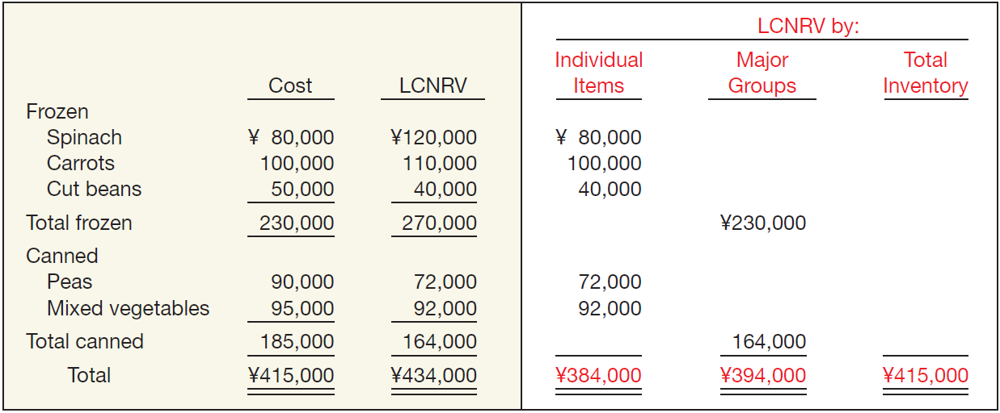 LCNRV by:
Individual Major Total
Cost LCNRV Items Groups Inventory
Frozen
Spinach ¥ 80,000 ¥120,000 ¥ 80,000
Carrots 100,000 110,000 100,000
Cut beans 50,000 40,000 40,000
Total frozen 230,000 270,000 ¥230,000
Canned
Peas 90,000 72,000 72,000
Mixed vegetables 95,000 92,000 92,000
Total canned 185,000 164,000 164,000
Total ¥415,000 ¥434,000 ¥384,000 ¥394,000 ¥415,000